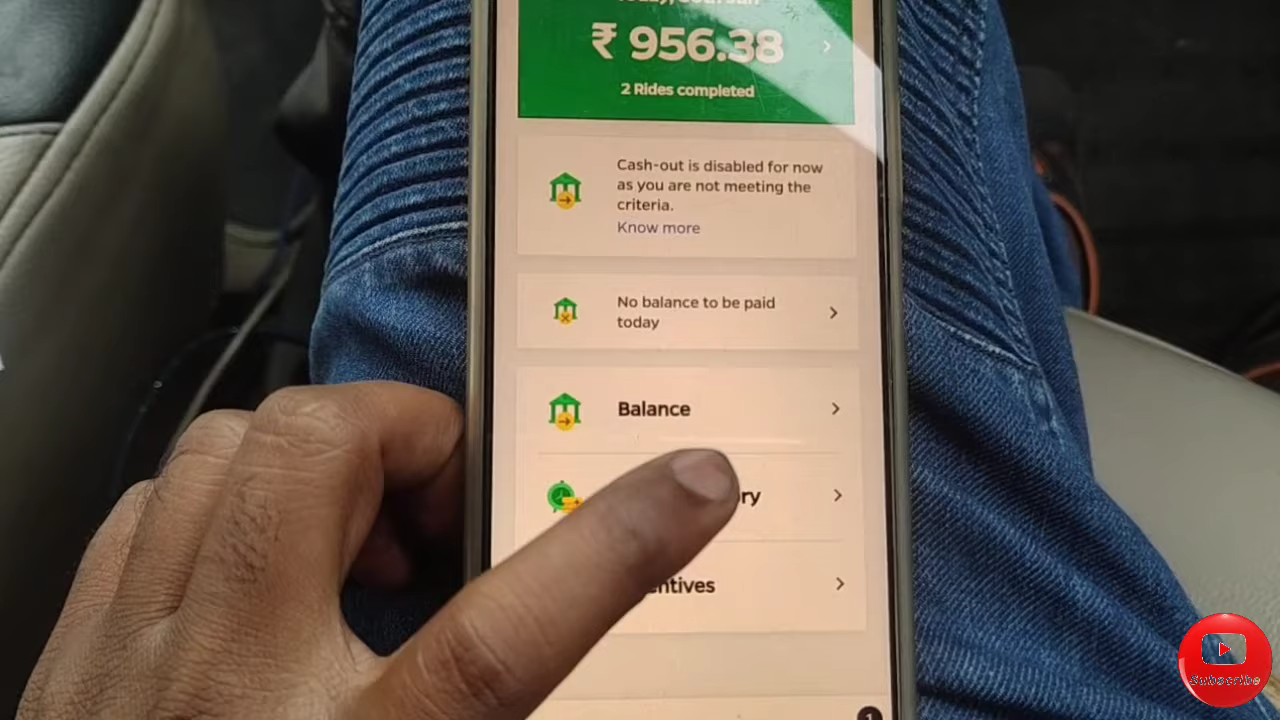 ₹ 956.38
2 Rides completed
Cash-out is disabled for now
as you are not meeting the
criteria.
Know more
No balance to be paid
today
Balance
ry
entives
1
Subscribe